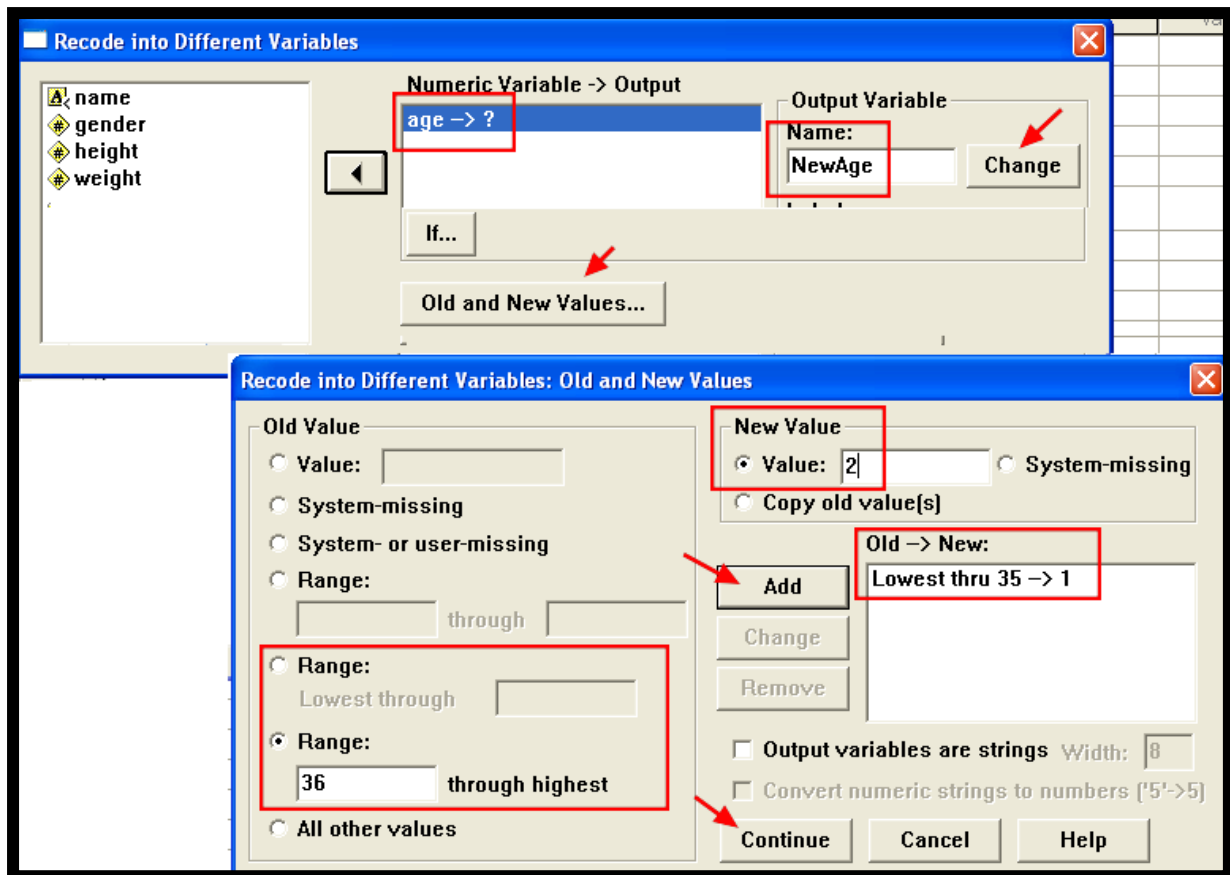 Recode into Different Variables
name
gender
height
weight
Numeric Variable -> Output
age --> ?
Output Variable
Name:
NewAge
Change
If...
Old and New Values...
Recode into Different Variables: Old and New Values
Old Value
Value:
System-missing
System- or user-missing
Range:
through
Range:
Lowest through
Range:
36 through highest
All other values
New Value
Value: 2
System-missing
Copy old value(s)
Old --> New:
Add
Lowest thru 35 --> 1
Change
Remove
Output variables are strings Width: 8
Convert numeric strings to numbers ('5'->5)
Continue
Cancel
Help